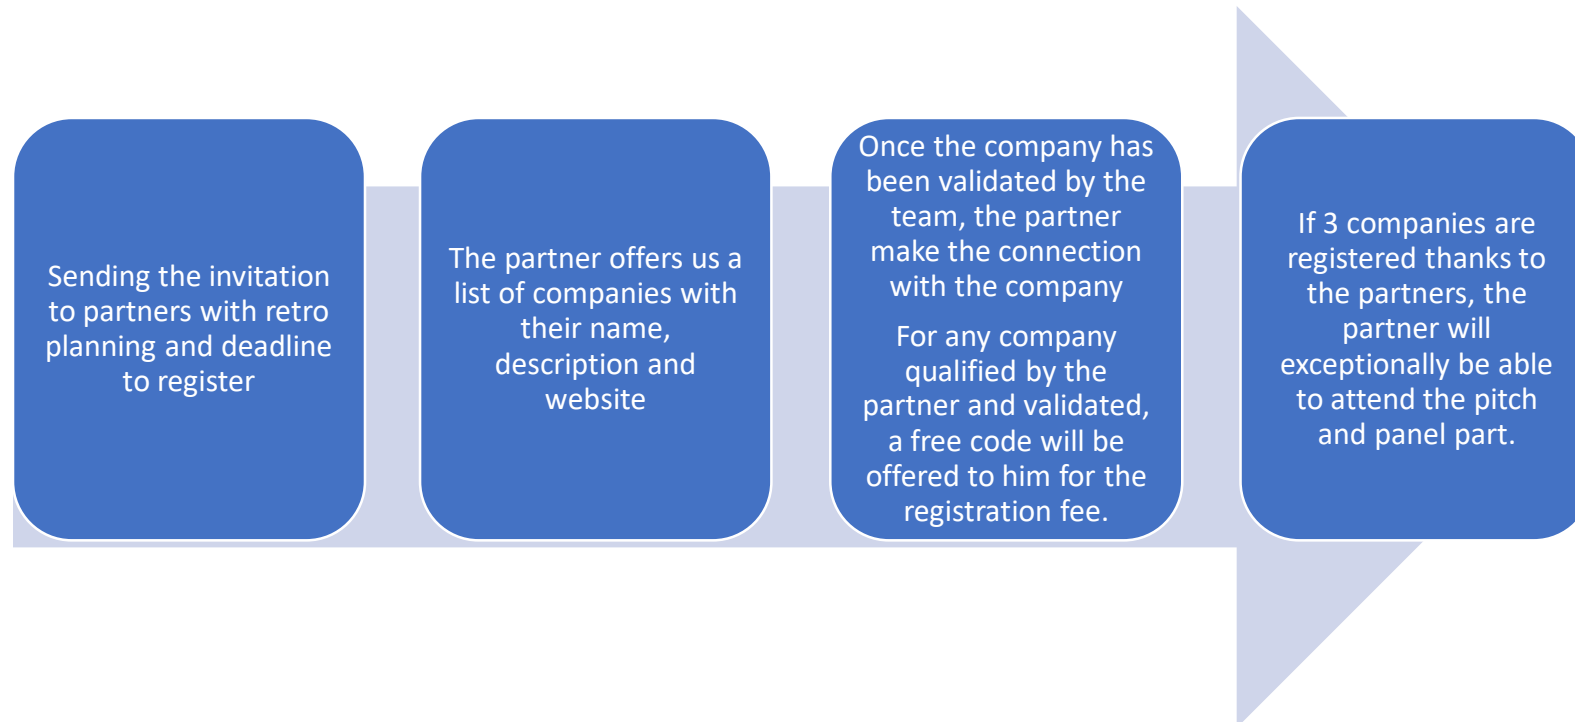 Sending the invitation
to partners with retro
planning and deadline
to register
The partner offers us a
list of companies with
their name,
description and
website
Once the company has
been validated by the
team, the partner
make the connection
with the company
For any company
qualified by the
partner and validated,
a free code will be
offered to him for the
registration fee.
If 3 companies are
registered thanks to
the partners, the
partner will
exceptionally be able
to attend the pitch
and panel part.